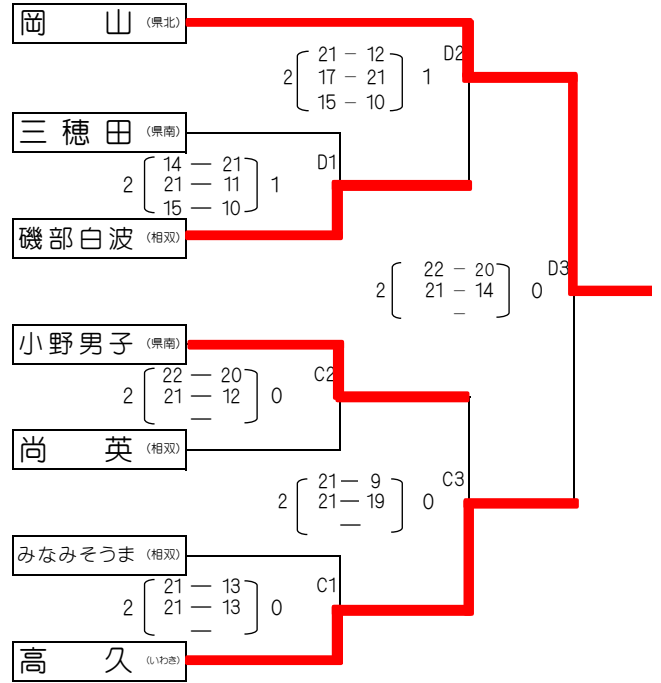 岡 山 (県北)
21 － 12 D2
2 17 － 21 1
15 － 10
三 穂 田 (県南)
14 ― 21 D1
2 21 ― 11 1
15 ― 10
磯部白波 (相双)
22 － 20 D3
2 21 － 14 0
－
小野男子 (県南)
22 ― 20 C2
2 21 ― 12 0
―
尚 英 (相双)
21 ― 9 C3
2 21 ― 19 0
―
みなみそうま (相双)
21 ― 13 C1
2 21 ― 13 0
―
高 久 (いわき)